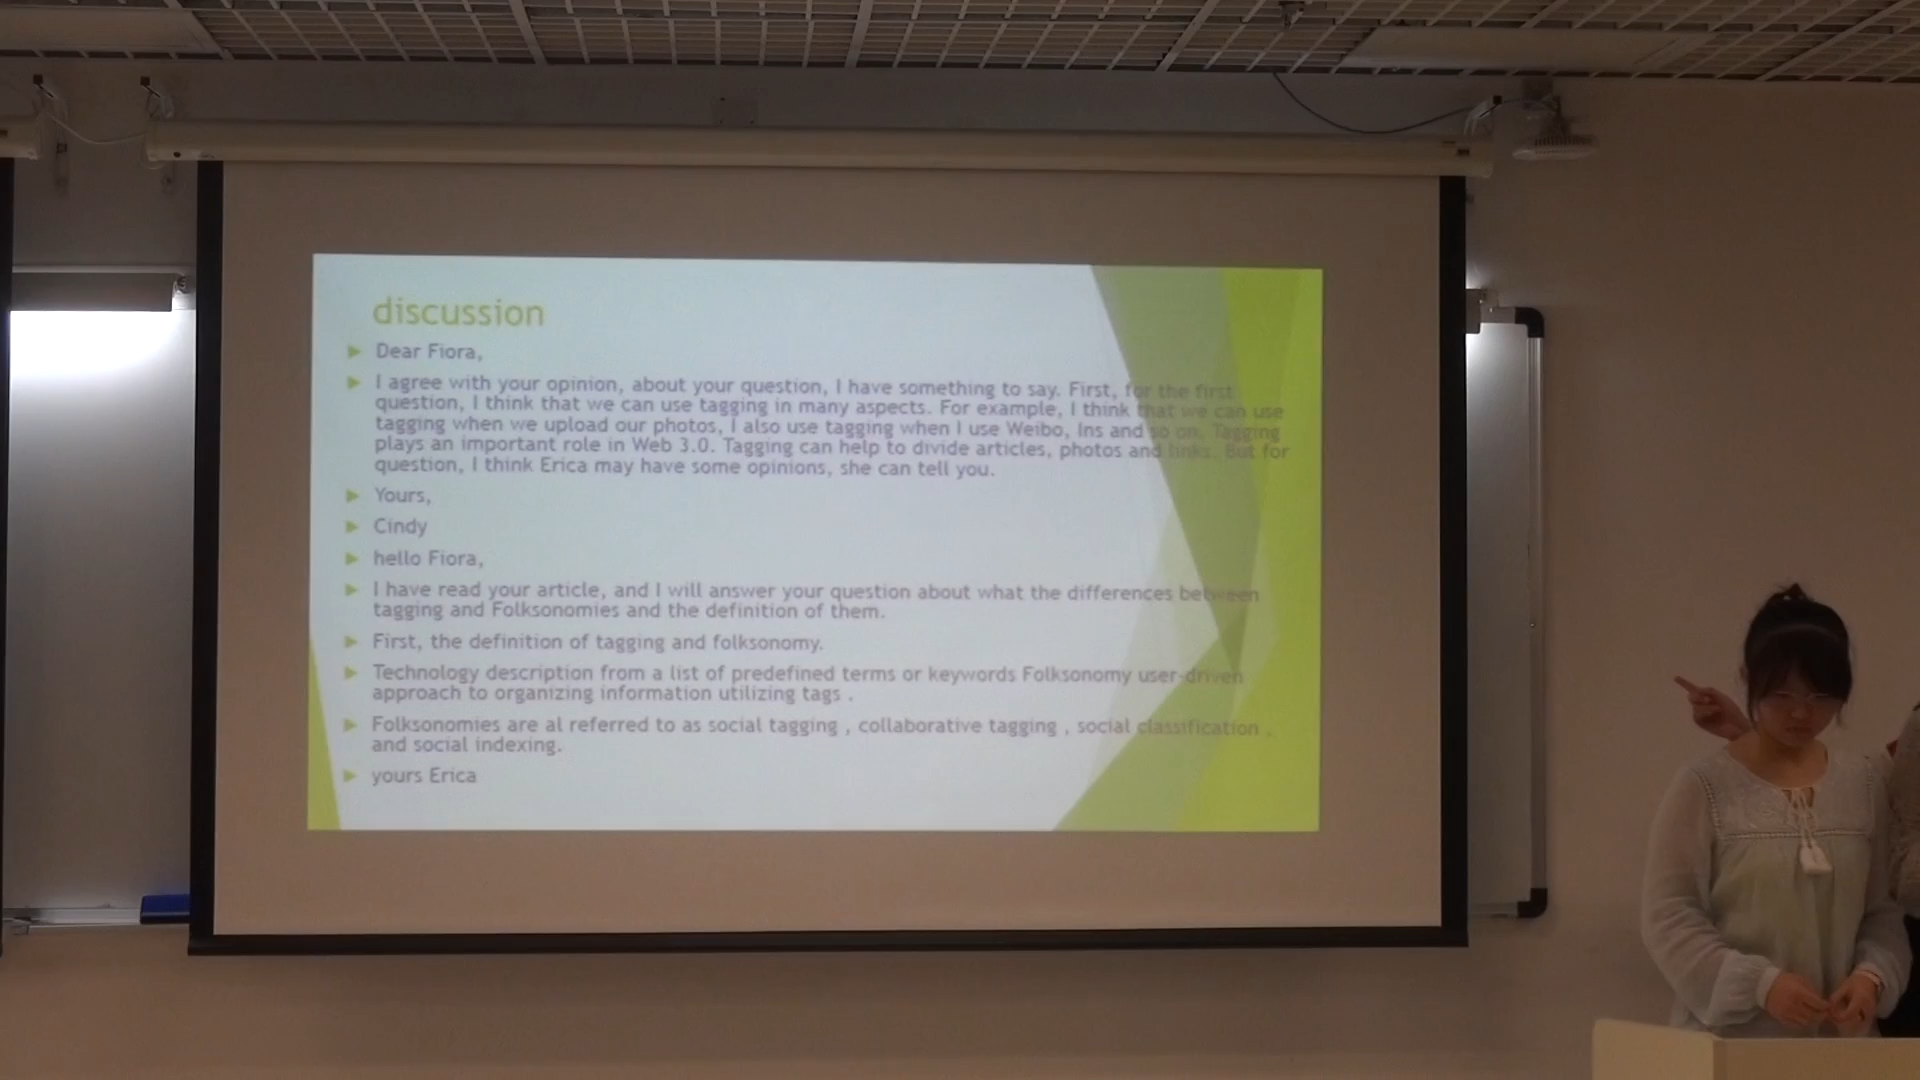 discussion
Dear Fiora,
I agree with your opinion, about your question, I have something to say. First, for the first
question, I think that we can use tagging in many aspects. For example, I think that we can use
tagging when we upload our photos, I also use tagging when I use Weibo, Ins and so on. Tagging
plays an important role in Web 3.0. Tagging can help to divide articles, photos and links. But for
question, I think Erica may have some opinions, she can tell you.
Yours,
Cindy
hello Fiora,
I have read your article, and I will answer your question about what the differences between
tagging and Folksonomies and the definition of them.
First, the definition of tagging and folksonomy.
Technology description from a list of predefined terms or keywords Folksonomy user-driven
approach to organizing information utilizing tags .
Folksonomies are al referred to as social tagging , collaborative tagging , social classification ,
and social indexing.
yours Erica